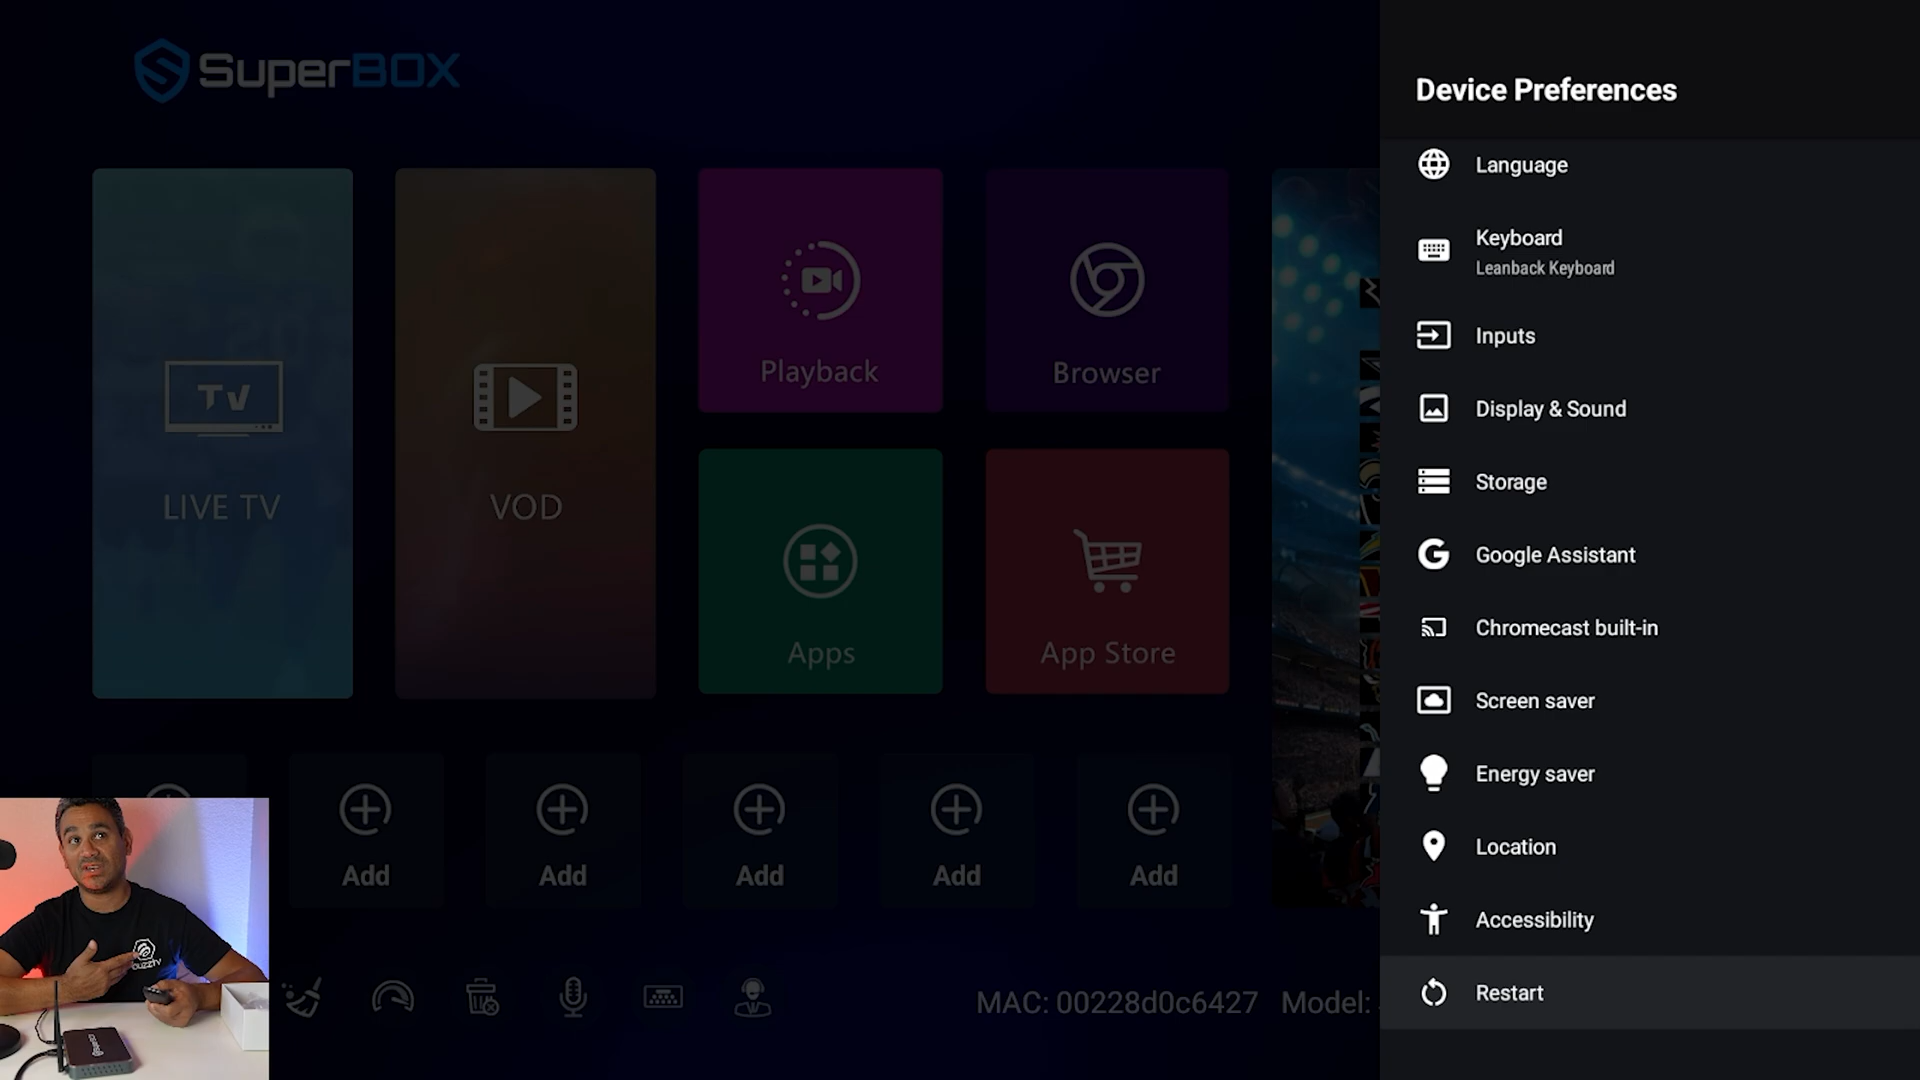 SuperBOX
Device Preferences
Language
Keyboard
Leanback Keyboard
Inputs
Display & Sound
Storage
Google Assistant
Chromecast built-in
Screen saver
Energy saver
Location
Accessibility
Restart
TV
LIVE TV
VOD
Playback
Browser
Apps
App Store
Add
Add
Add
Add
Add
MAC: 00228d0c6427
Model:
BUZZTV